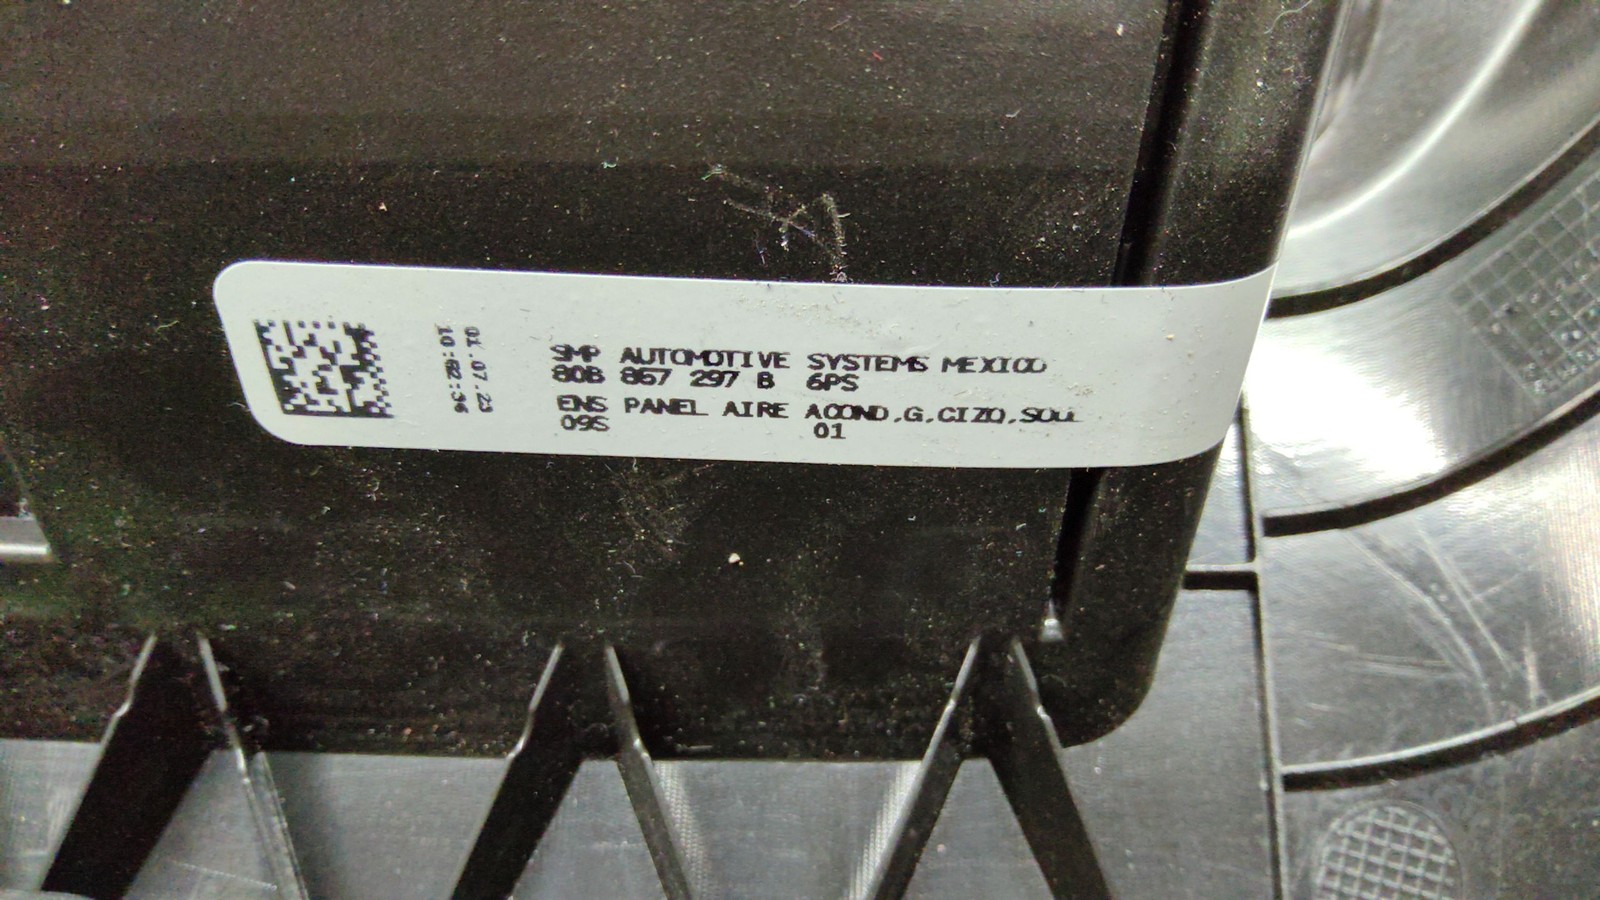 01.07.23
10:02:36
SMP AUTOMOTIVE SYSTEMS MEXICO
80B 867 297 B 6PS
ENS PANEL AIRE ACOND.G.CIZQ.SOUL
09S 01